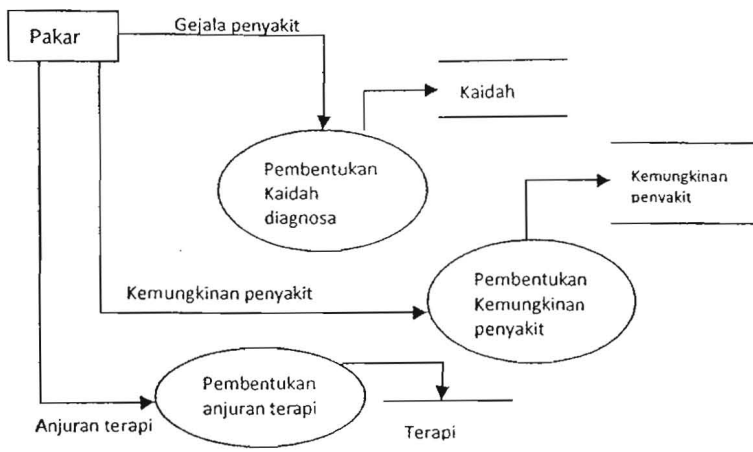 Pakar
Gejala penyakit
Kaidah
Pembentukan
Kaidah
diagnosa
Kemungkinan
penyakit
Kemungkinan penyakit
Pembentukan
Kemungkinan
penyakit
Pembentukan
anjuran terapi
Anjuran terapi
Terapi